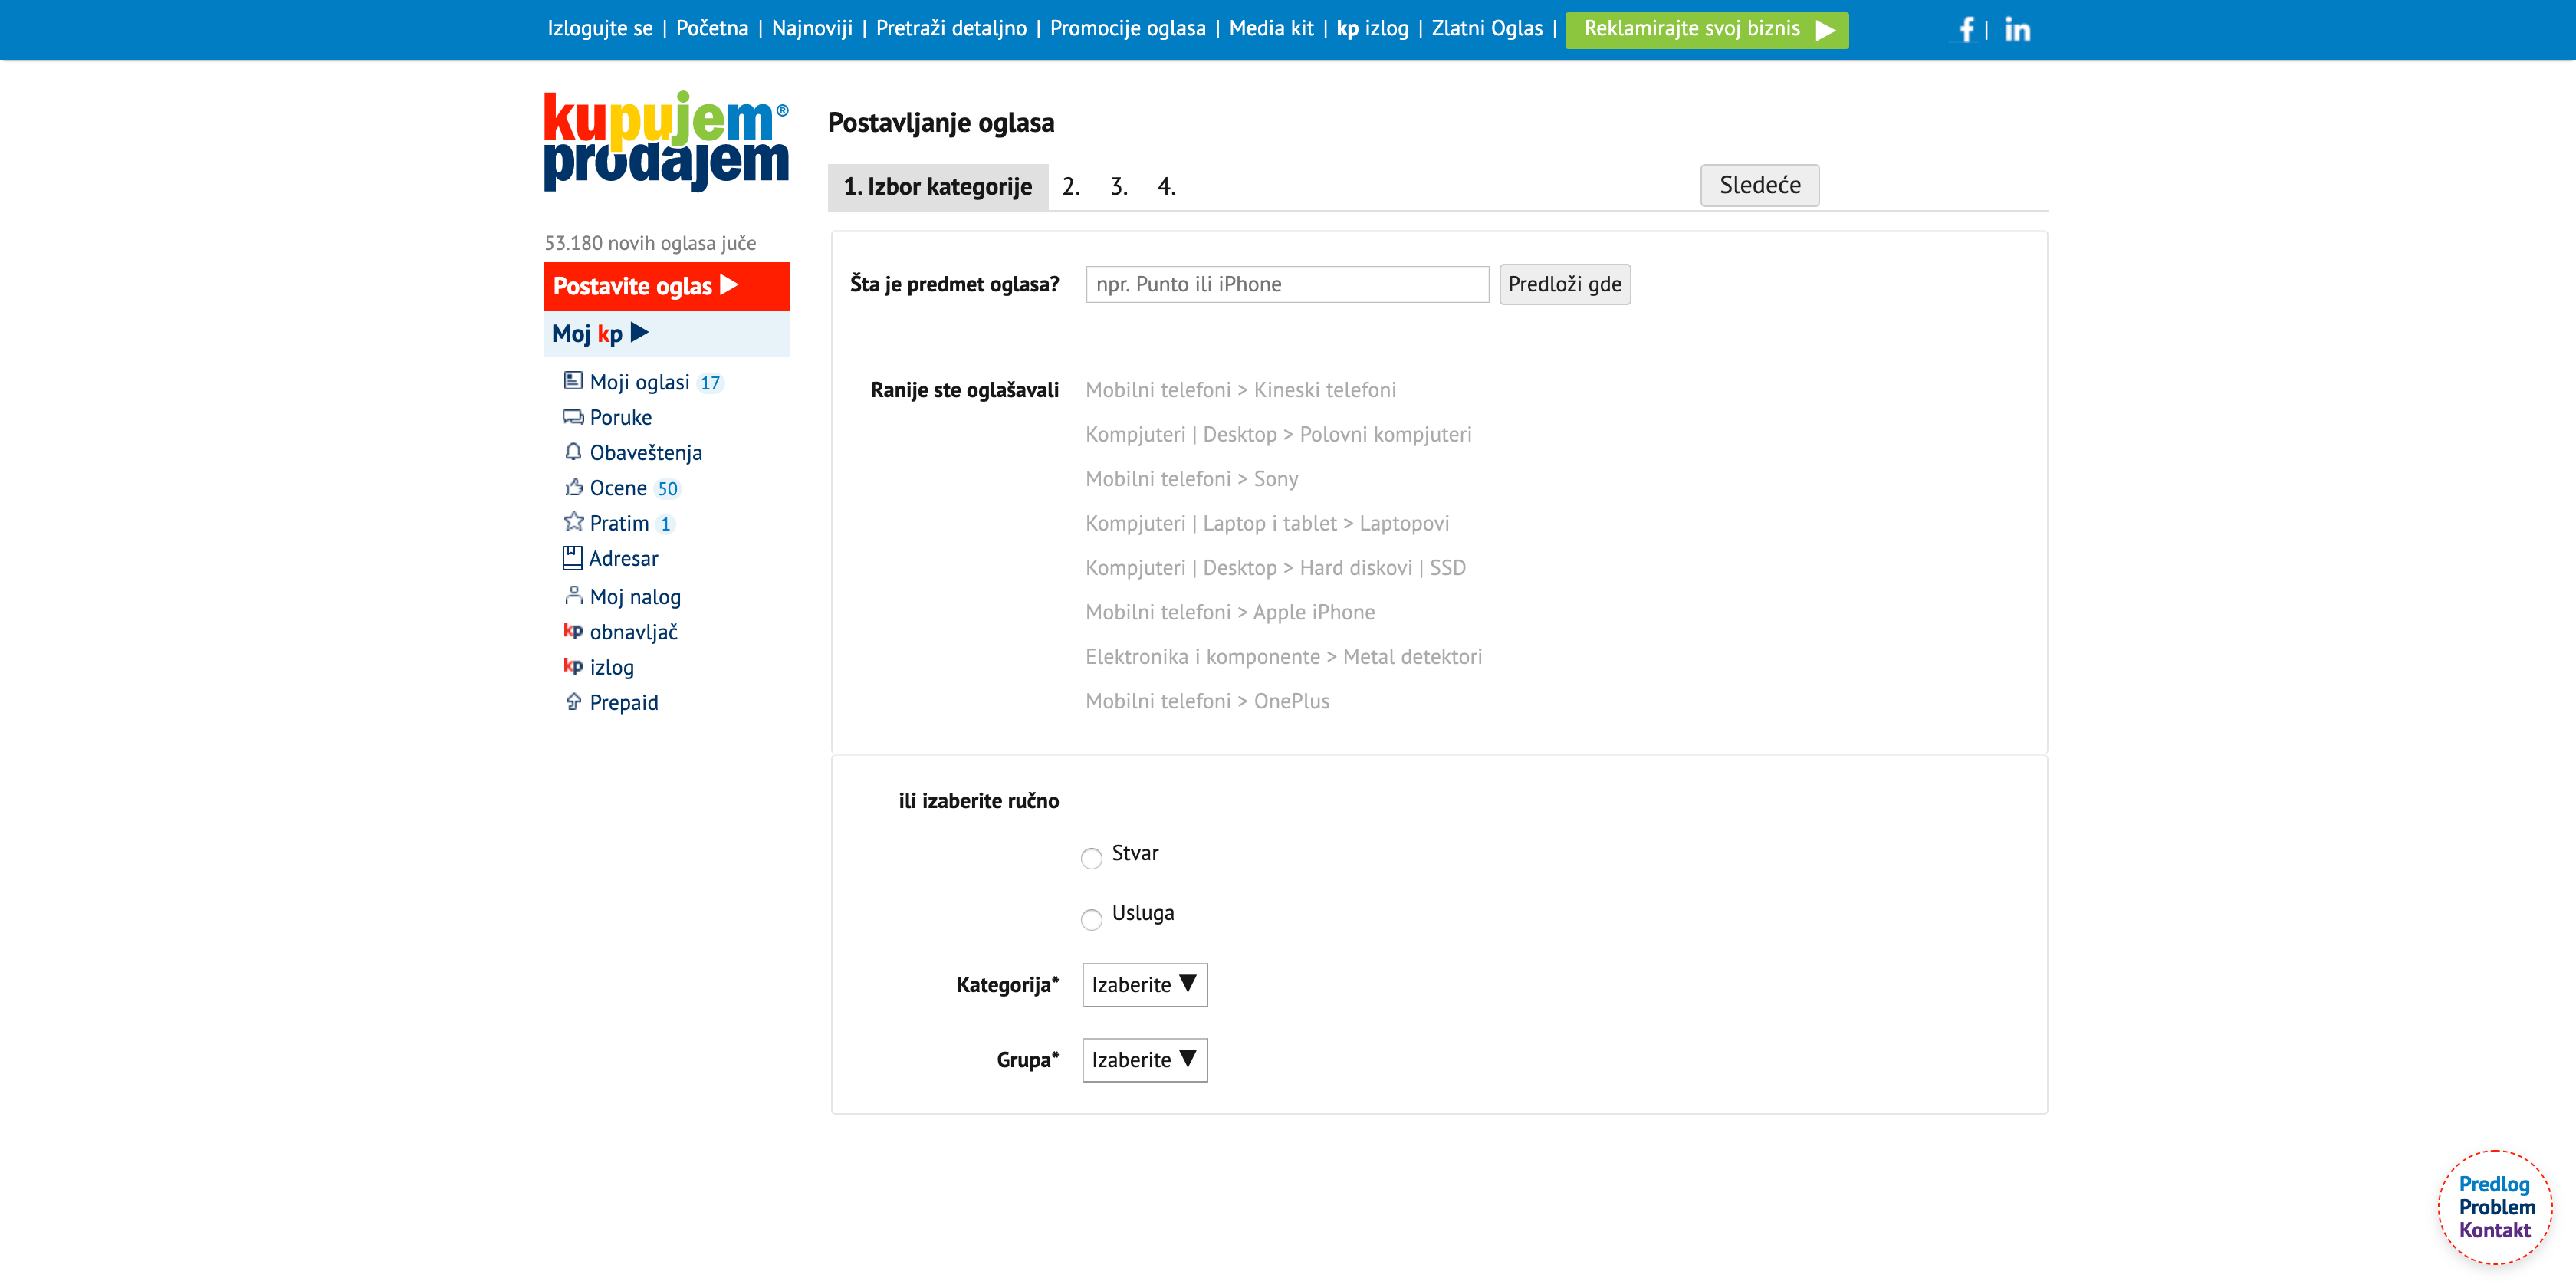 Izlogujte se | Početna | Najnoviji | Pretraži detaljno | Promocije oglasa | Media kit | kp izlog | Zlatni Oglas | Reklamirajte svoj biznis ▶ f | in
kupujem®
prodajem
53.180 novih oglasa juče
Postavite oglas ▶
Moj kp ▶
Moji oglasi 17
Poruke
Obaveštenja
Ocene 50
Pratim 1
Adresar
Moj nalog
kp obnavljač
kp izlog
Prepaid
Postavljanje oglasa
1. Izbor kategorije 2. 3. 4. Sledeće
Šta je predmet oglasa? npr. Punto ili iPhone Predloži gde
Ranije ste oglašavali Mobilni telefoni > Kineski telefoni
Kompjuteri | Desktop > Polovni kompjuteri
Mobilni telefoni > Sony
Kompjuteri | Laptop i tablet > Laptopovi
Kompjuteri | Desktop > Hard diskovi | SSD
Mobilni telefoni > Apple iPhone
Elektronika i komponente > Metal detektori
Mobilni telefoni > OnePlus
ili izaberite ručno
Stvar
Usluga
Kategorija* Izaberite ▼
Grupa* Izaberite ▼
Predlog
Problem
Kontakt